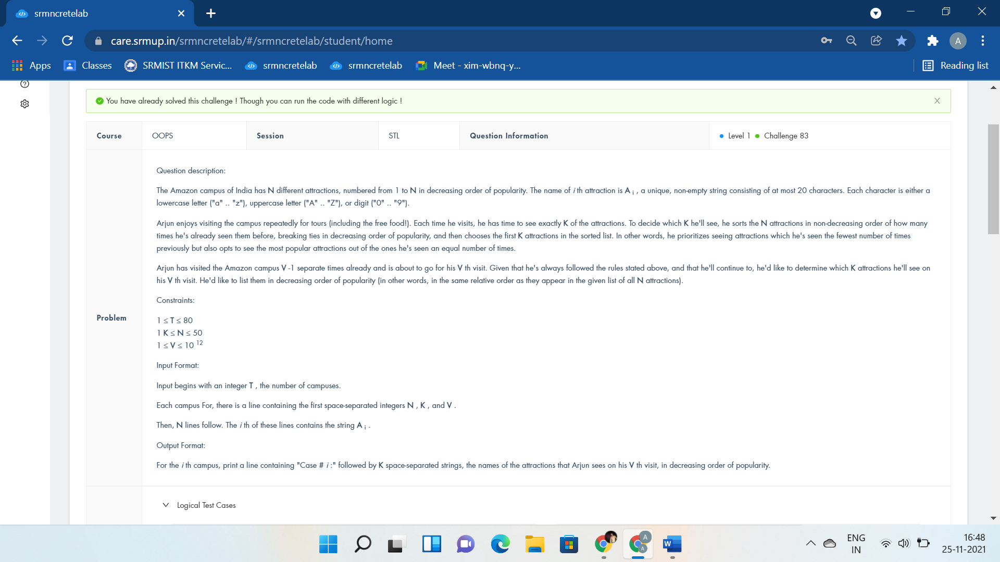 srmncretelab
care.srmup.in/srmncretelab/#/srmncretelab/student/home
A
Apps
Classes
SRMIST ITKM Servic...
srmncretelab
srmncretelab
Meet - xim-wbnq-y...
Reading list
You have already solved this challenge ! Though you can run the code with different logic !
Course
OOPS
Session
STL
Question Information
Level 1
Challenge 83
Problem
Question description:
The Amazon campus of India has N different attractions, numbered from 1 to N in decreasing order of popularity. The name of i th attraction is A i , a unique, non-empty string consisting of at most 20 characters. Each character is either a
lowercase letter ("a" .. "z"), uppercase letter ("A" .. "Z"), or digit ("0" .. "9").
Arjun enjoys visiting the campus repeatedly for tours (including the free food!). Each time he visits, he has time to see exactly K of the attractions. To decide which K he'll see, he sorts the N attractions in non-decreasing order of how many
times he's already seen them before, breaking ties in decreasing order of popularity, and then chooses the first K attractions in the sorted list. In other words, he prioritizes seeing attractions which he's seen the fewest number of times
previously but also opts to see the most popular attractions out of the ones he's seen an equal number of times.
Arjun has visited the Amazon campus V -1 separate times already and is about to go for his V th visit. Given that he's always followed the rules stated above, and that he'll continue to, he'd like to determine which K attractions he'll see on
his V th visit. He'd like to list them in decreasing order of popularity (in other words, in the same relative order as they appear in the given list of all N attractions).
Constraints:
1 ≤ T ≤ 80
1 K ≤ N ≤ 50
1 ≤ V ≤ 10 12
Input Format:
Input begins with an integer T , the number of campuses.
Each campus For, there is a line containing the first space-separated integers N , K , and V .
Then, N lines follow. The i th of these lines contains the string A i .
Output Format:
For the i th campus, print a line containing "Case # i :" followed by K space-separated strings, the names of the attractions that Arjun sees on his V th visit, in decreasing order of popularity.
Logical Test Cases
A
A
W
ENG
IN
16:48
25-11-2021